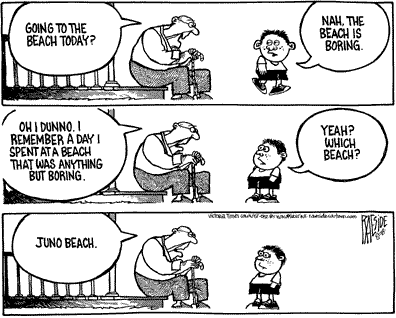 GOING TO THE
BEACH TODAY?
NAH, THE
BEACH IS
BORING.
OH I DUNNO. I
REMEMBER A DAY I
SPENT AT A BEACH
THAT WAS ANYTHING
BUT BORING.
YEAH?
WHICH
BEACH?
JUNO BEACH.
VICTORIA TIMES COLONIST
RAESIDE